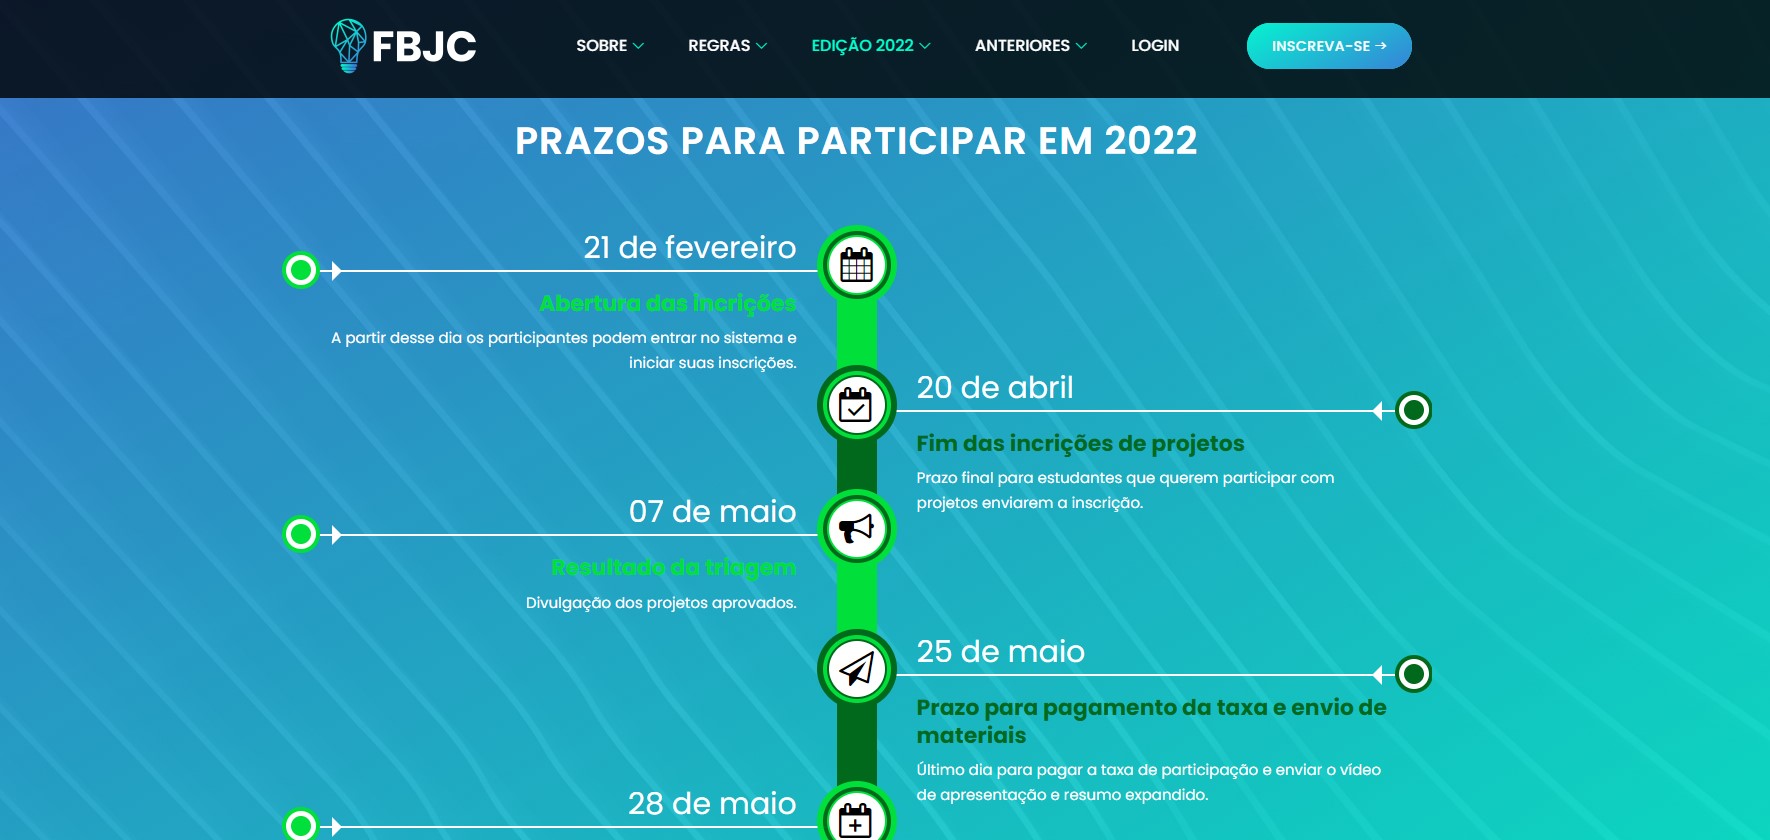 FBJC
SOBRE
REGRAS
EDIÇÃO 2022
ANTERIORES
LOGIN
INSCREVA-SE →
PRAZOS PARA PARTICIPAR EM 2022
21 de fevereiro
Abertura das incrições
A partir desse dia os participantes podem entrar no sistema e
iniciar suas inscrições.
20 de abril
Fim das incrições de projetos
Prazo final para estudantes que querem participar com
projetos enviarem a inscrição.
07 de maio
Resultado da triagem
Divulgação dos projetos aprovados.
25 de maio
Prazo para pagamento da taxa e envio de
materiais
Último dia para pagar a taxa de participação e enviar o vídeo
de apresentação e resumo expandido.
28 de maio